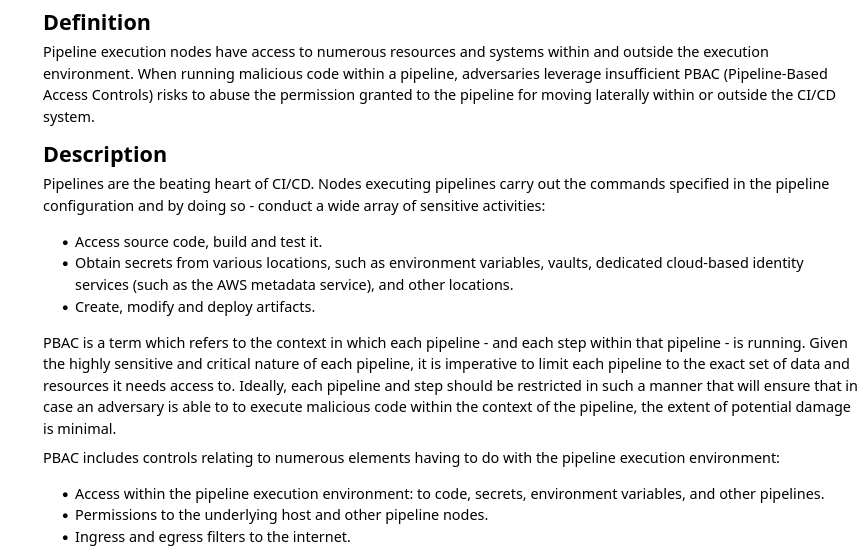 Definition
Pipeline execution nodes have access to numerous resources and systems within and outside the execution
environment. When running malicious code within a pipeline, adversaries leverage insufficient PBAC (Pipeline-Based
Access Controls) risks to abuse the permission granted to the pipeline for moving laterally within or outside the CI/CD
system.
Description
Pipelines are the beating heart of CI/CD. Nodes executing pipelines carry out the commands specified in the pipeline
configuration and by doing so - conduct a wide array of sensitive activities:
• Access source code, build and test it.
• Obtain secrets from various locations, such as environment variables, vaults, dedicated cloud-based identity
services (such as the AWS metadata service), and other locations.
• Create, modify and deploy artifacts.
PBAC is a term which refers to the context in which each pipeline - and each step within that pipeline - is running. Given
the highly sensitive and critical nature of each pipeline, it is imperative to limit each pipeline to the exact set of data and
resources it needs access to. Ideally, each pipeline and step should be restricted in such a manner that will ensure that in
case an adversary is able to to execute malicious code within the context of the pipeline, the extent of potential damage
is minimal.
PBAC includes controls relating to numerous elements having to do with the pipeline execution environment:
• Access within the pipeline execution environment: to code, secrets, environment variables, and other pipelines.
• Permissions to the underlying host and other pipeline nodes.
• Ingress and egress filters to the internet.